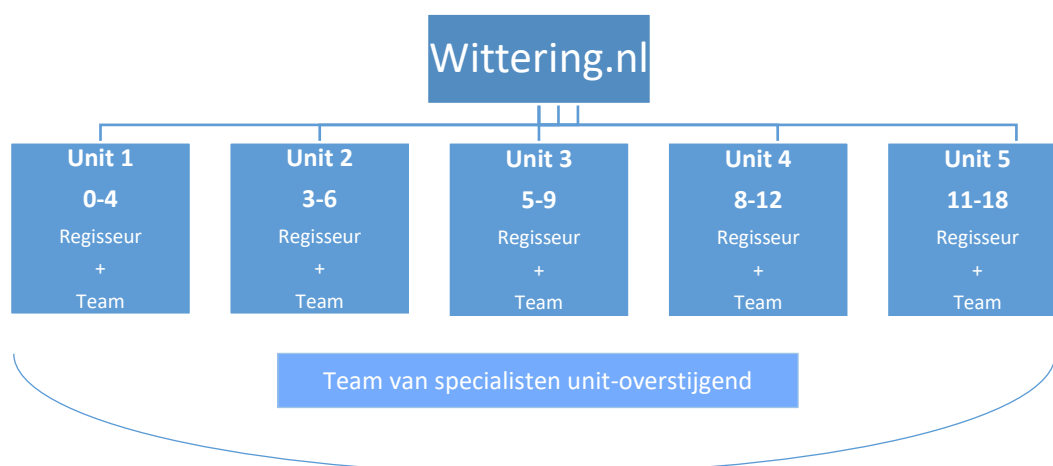 Wittering.nl
Unit 1
0-4
Regisseur
+
Team
Unit 2
3-6
Regisseur
+
Team
Unit 3
5-9
Regisseur
+
Team
Unit 4
8-12
Regisseur
+
Team
Unit 5
11-18
Regisseur
+
Team
Team van specialisten unit-overstijgend